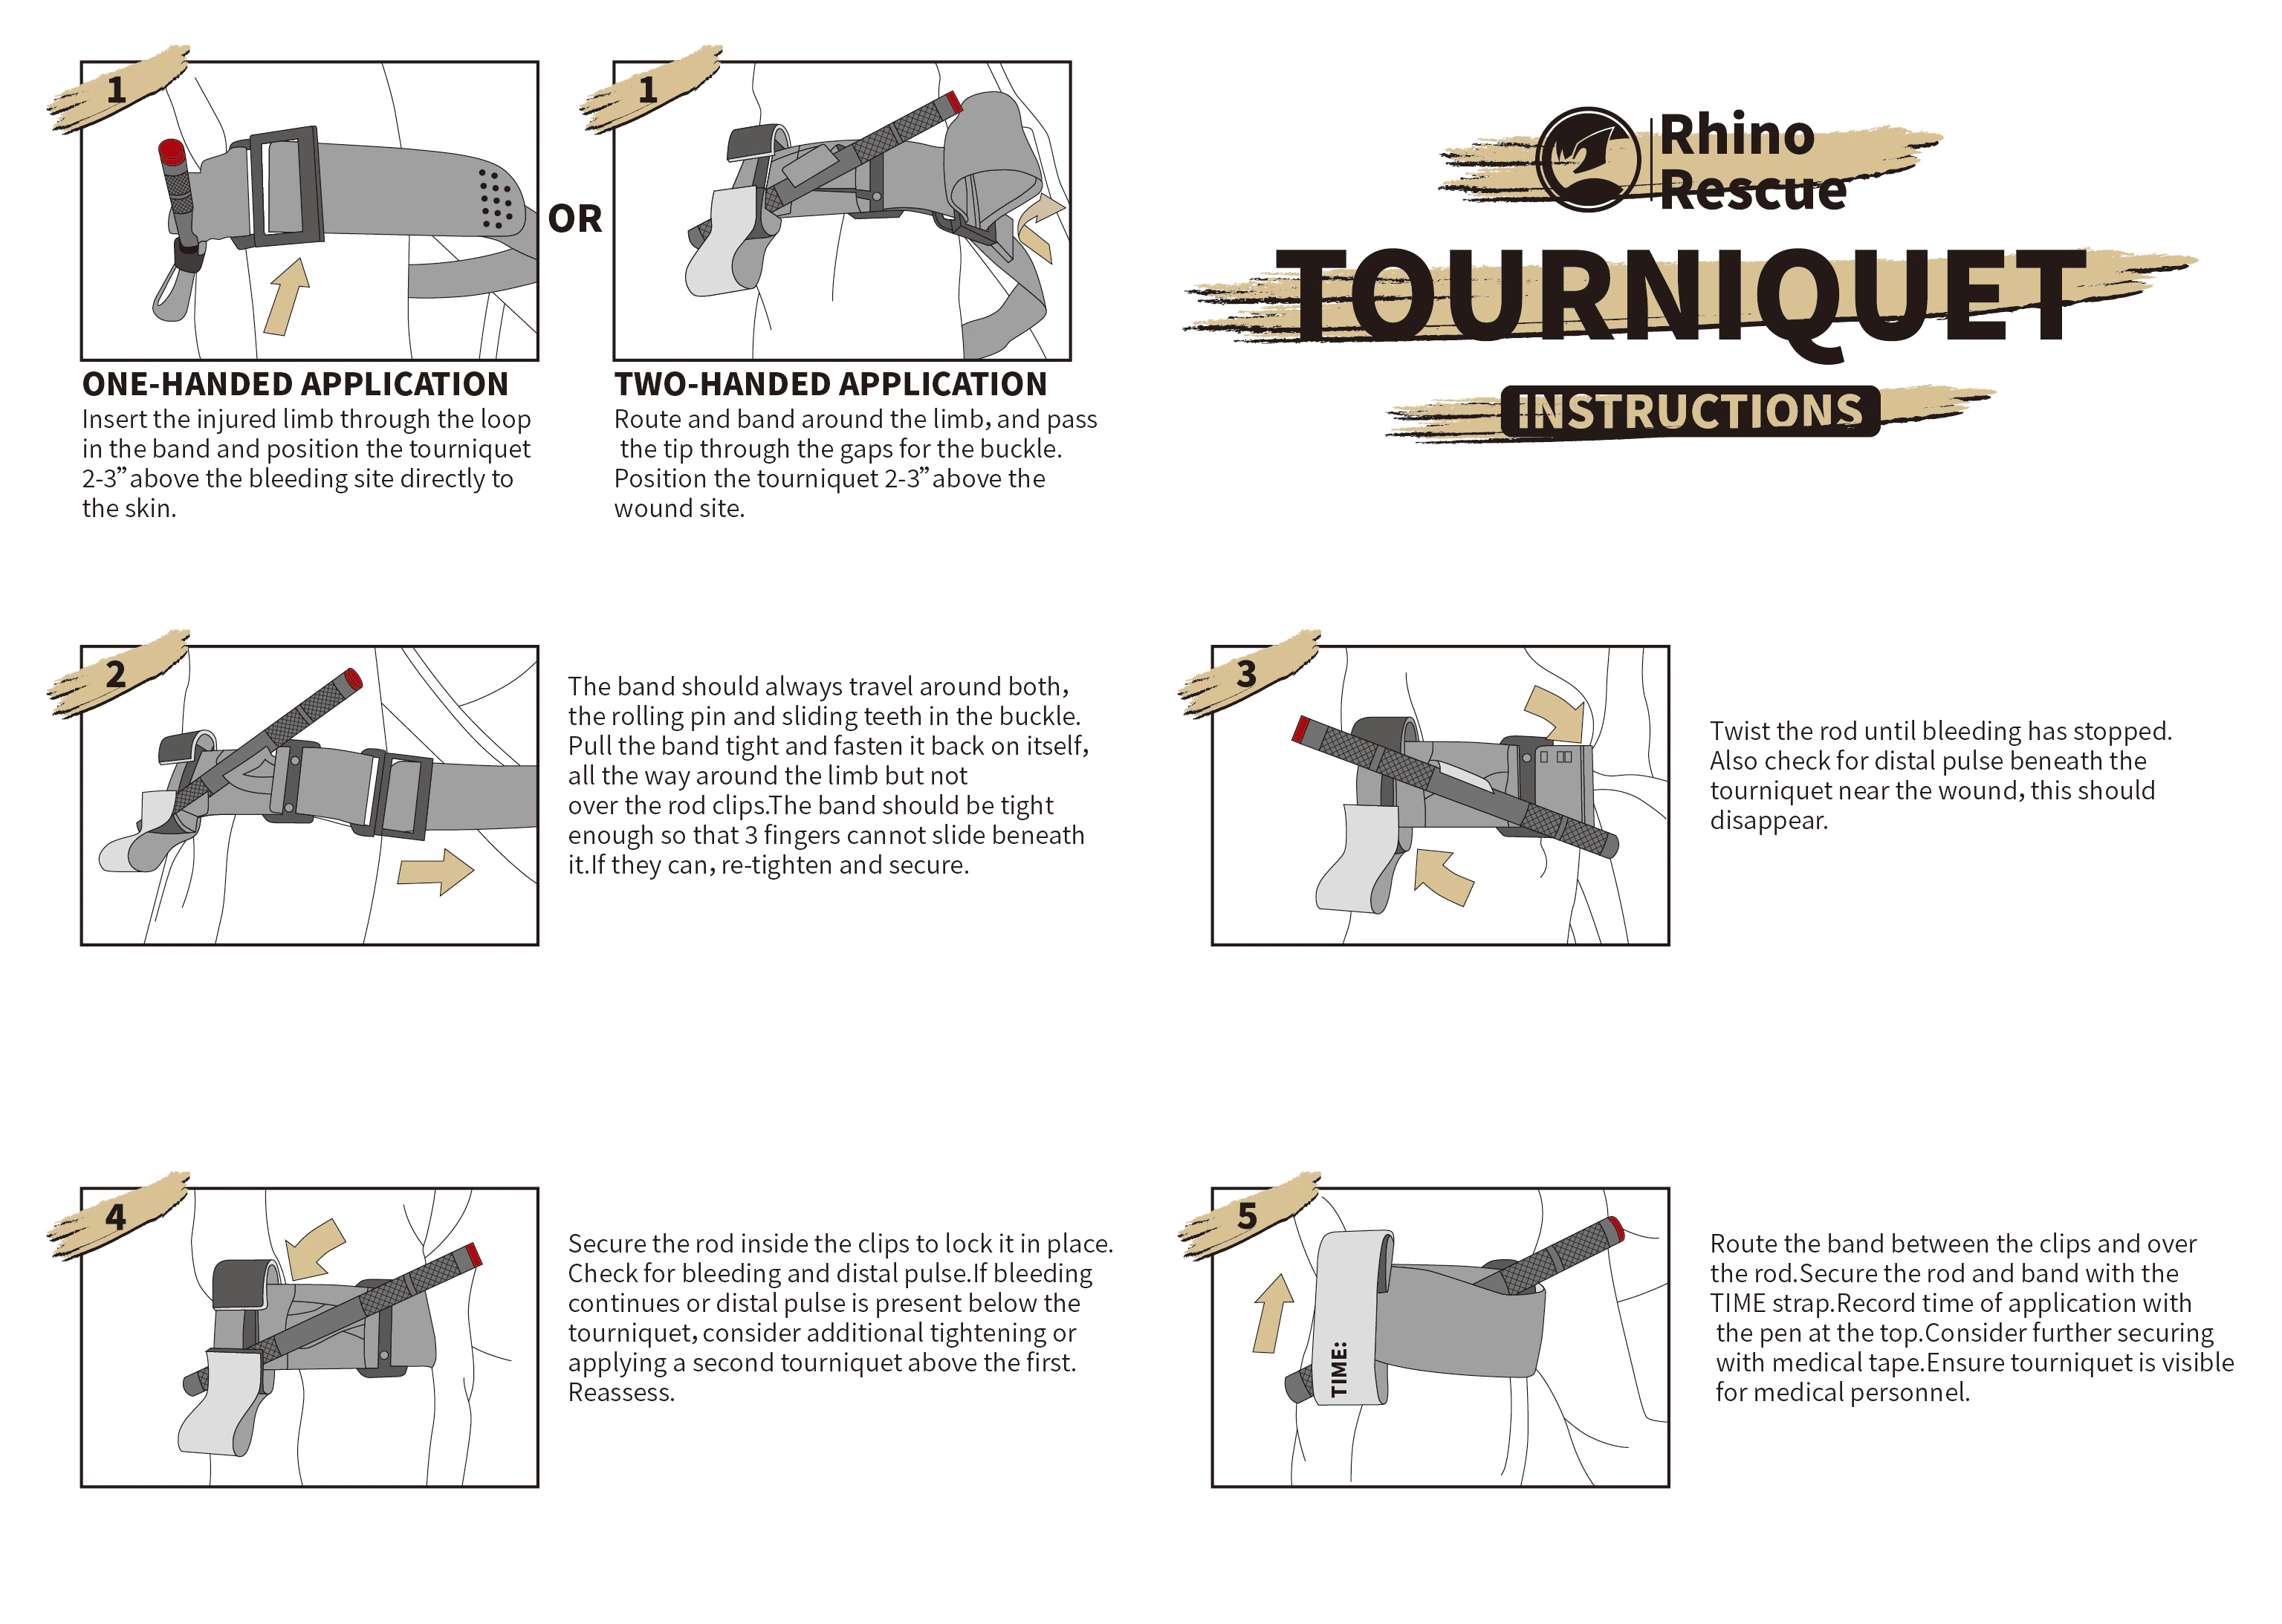 1
1
OR
Rhino
Rescue
TOURNIQUET
INSTRUCTIONS
ONE-HANDED APPLICATION
Insert the injured limb through the loop
in the band and position the tourniquet
2-3”above the bleeding site directly to
the skin.
TWO-HANDED APPLICATION
Route and band around the limb, and pass
the tip through the gaps for the buckle.
Position the tourniquet 2-3”above the
wound site.
2
The band should always travel around both,
the rolling pin and sliding teeth in the buckle.
Pull the band tight and fasten it back on itself,
all the way around the limb but not
over the rod clips.The band should be tight
enough so that 3 fingers cannot slide beneath
it.If they can, re-tighten and secure.
3
Twist the rod until bleeding has stopped.
Also check for distal pulse beneath the
tourniquet near the wound, this should
disappear.
4
Secure the rod inside the clips to lock it in place.
Check for bleeding and distal pulse.If bleeding
continues or distal pulse is present below the
tourniquet, consider additional tightening or
applying a second tourniquet above the first.
Reassess.
5
TIME:
Route the band between the clips and over
the rod.Secure the rod and band with the
TIME strap.Record time of application with
the pen at the top.Consider further securing
with medical tape.Ensure tourniquet is visible
for medical personnel.